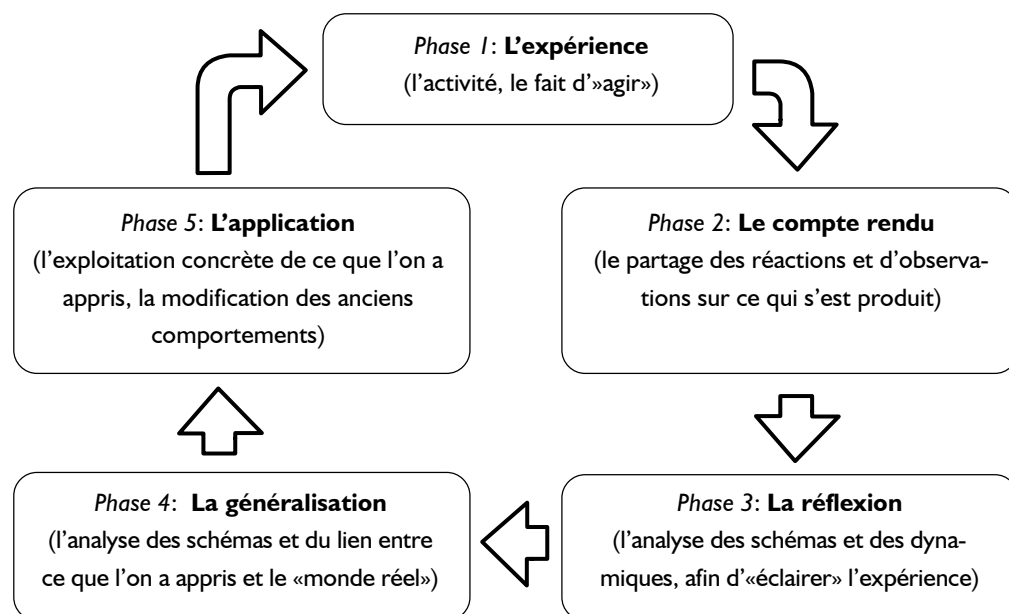 Phase 1: L'expérience
(l'activité, le fait d'»agir»)
Phase 2: Le compte rendu
(le partage des réactions et d'observa-
tions sur ce qui s'est produit)
Phase 3: La réflexion
(l'analyse des schémas et des dyna-
miques, afin d'«éclairer» l'expérience)
Phase 4: La généralisation
(l'analyse des schémas et du lien entre
ce que l'on a appris et le «monde réel»)
Phase 5: L'application
(l'exploitation concrète de ce que l'on a
appris, la modification des anciens
comportements)